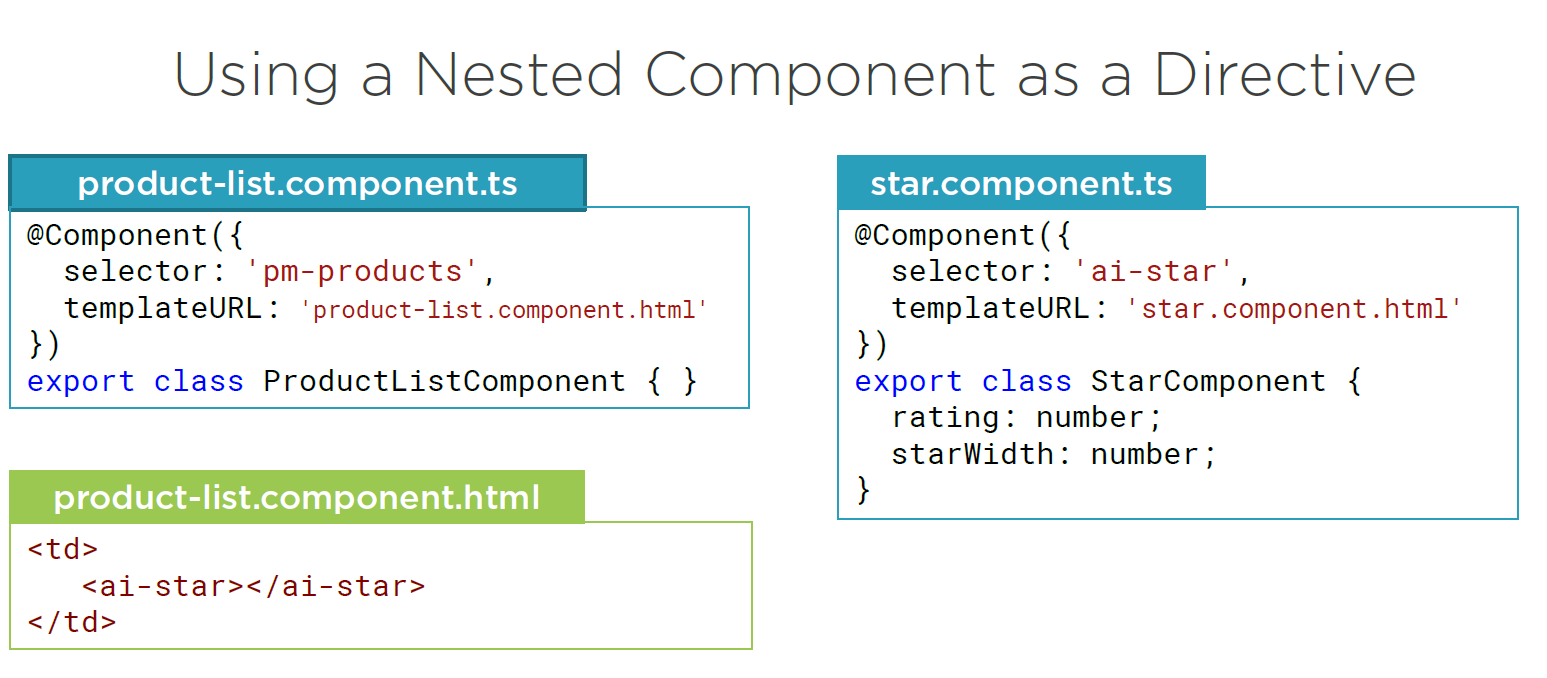 Using a Nested Component as a Directive
product-list.component.ts
@Component({
  selector: 'pm-products',
  templateURL: 'product-list.component.html'
})
export class ProductListComponent { }
product-list.component.html
<td>
   <ai-star></ai-star>
</td>
star.component.ts
@Component({
  selector: 'ai-star',
  templateURL: 'star.component.html'
})
export class StarComponent {
  rating: number;
  starWidth: number;
}